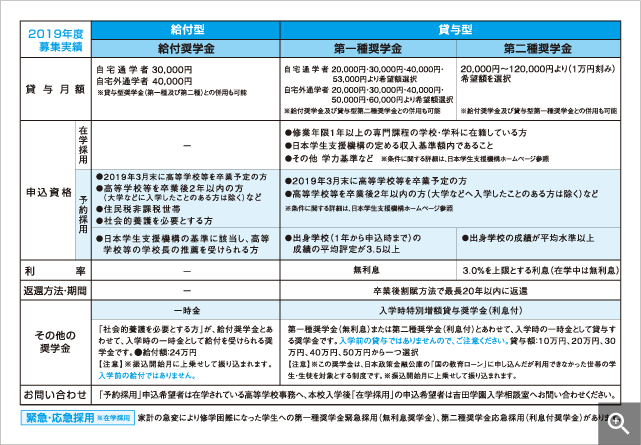 2019年度
募集実績
給付型
貸与型
給付奨学金
第一種奨学金
第二種奨学金
貸与月額
自宅通学者 30,000円
自宅外通学者 40,000円
※貸与型奨学金(第一種及び第二種)との併用も可能
自宅通学者 20,000円・30,000円・40,000円・
53,000円より希望額選択
自宅外通学者 20,000円・30,000円・40,000円・
50,000円・60,000円より希望額選択
※給付奨学金及び貸与型第二種奨学金との併用も可能
20,000円〜120,000円より(1万円刻み)
希望額を選択
※給付奨学金及び貸与型第一種奨学金との併用も可能
申込資格
在学採用
−
●修業年限1年以上の専門課程の学校・学科に在籍している方
●日本学生支援機構の定める収入基準額内であること
●その他 学力基準など ※条件に関する詳細は、日本学生支援機構ホームページ参照
予約採用
●2019年3月末に高等学校等を卒業予定の方
●高等学校等を卒業後2年以内の方
(大学などに入学したことのある方は除く)など
●住民税非課税世帯
●社会的養護を必要とする方
●2019年3月末に高等学校等を卒業予定の方
●高等学校等を卒業後2年以内の方(大学などへ入学したことのある方は除く)など
※条件に関する詳細は、日本学生支援機構ホームページ参照
●日本学生支援機構の基準に該当し、高等
学校等の学校長の推薦を受けられる方
●出身学校(1年から申込時まで)の
成績の平均評定が3.5以上
●出身学校の成績が平均水準以上
利率
−
無利息
3.0%を上限とする利息(在学中は無利息)
返還方法・期間
−
卒業後割賦方法で最長20年以内に返還
その他の
奨学金
一時金
入学時特別増額貸与奨学金(利息付)
「社会的養護を必要とする方」が、給付奨学金とあ
わせて、入学時の一時金として給付を受けられる奨
学金です。●給付額:24万円
【注意】※振込開始月に上乗せして振り込まれます。
入学前の給付ではありません。
第一種奨学金(無利息)または第二種奨学金(利息付)とあわせて、入学時の一時金として貸与す
る奨学金です。入学前の貸与ではありませんので、ご注意ください。貸与額:10万円、20万円、30
万円、40万円、50万円から一つ選択
【注意】※この奨学金は、日本政策金融公庫の「国の教育ローン」に申し込んだが利用できなかった世帯の学
生・生徒を対象とする制度です。※振込開始月に上乗せして振り込まれます。
お問い合わせ
「予約採用」申込希望者は在学されている高等学校事務へ、本校入学後「在学採用」の申込希望者は吉田学園入学相談室へお問い合わせください。
緊急・応急採用 ※在学採用 家計の急変により修学困難になった学生への第一種奨学金緊急採用(無利息奨学金)、第二種奨学金応急採用(利息付奨学金)があります